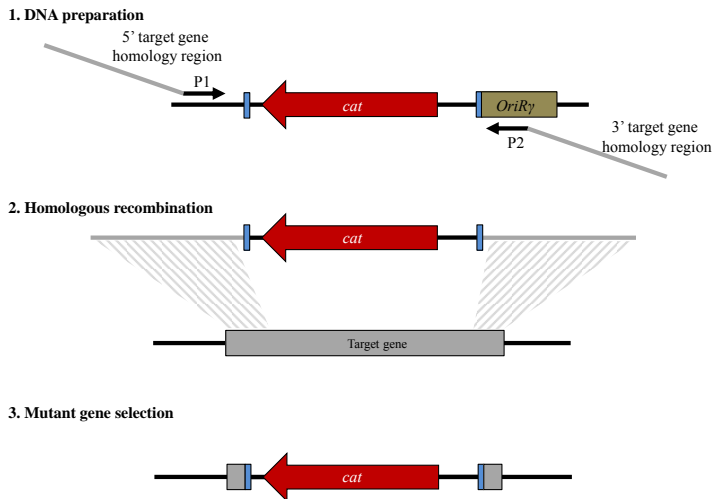 1. DNA preparation
5’ target gene
homology region
P1
cat
OriRγ
P2
3’ target gene
homology region
2. Homologous recombination
cat
Target gene
3. Mutant gene selection
cat